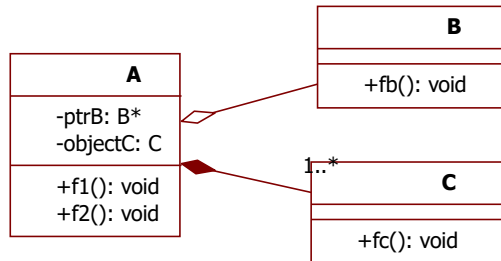 A
-ptrB: B*
-objectC: C
+f1(): void
+f2(): void
B
+fb(): void
1..*
C
+fc(): void